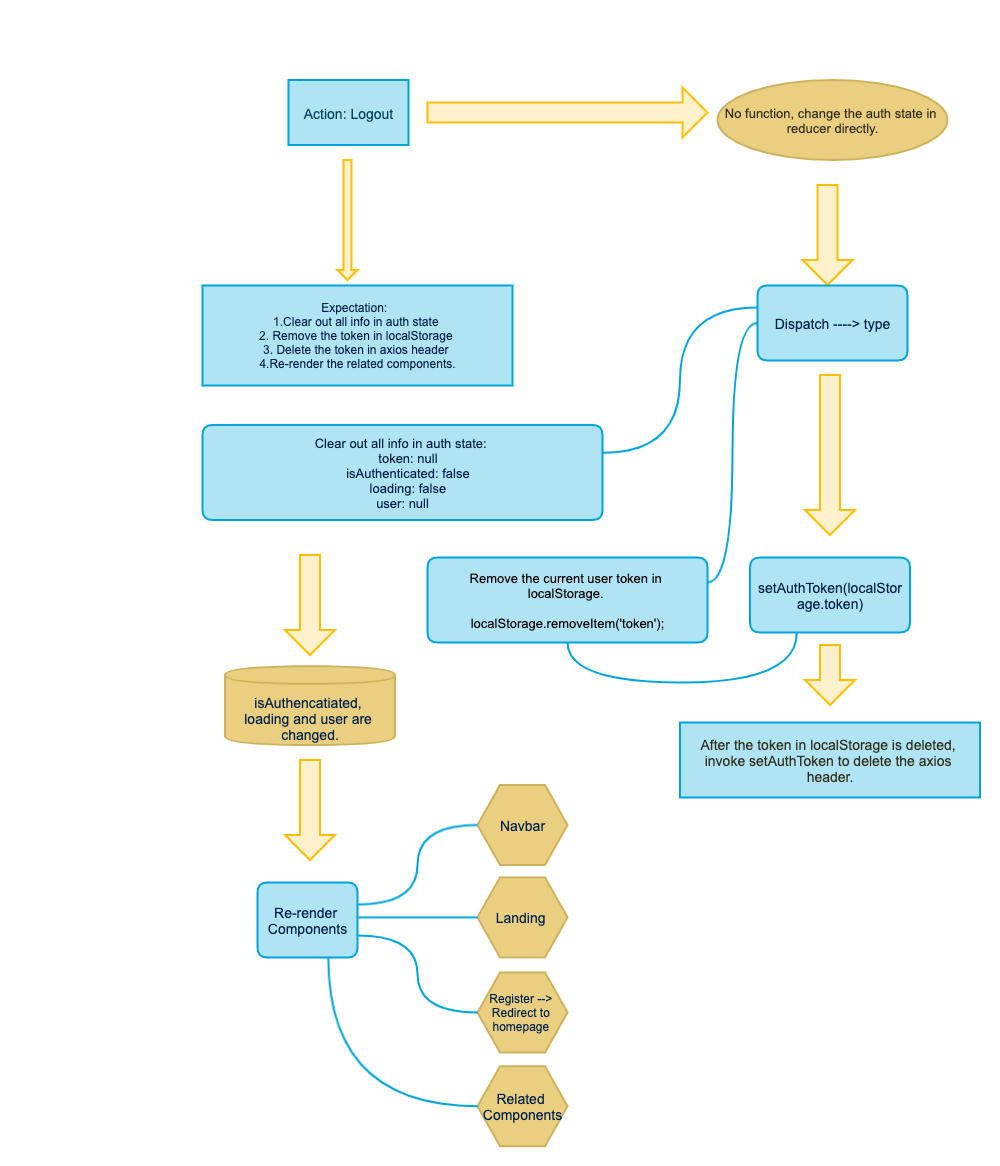 Action: Logout
No function, change the auth state in
reducer directly.
Expectation:
1.Clear out all info in auth state
2. Remove the token in localStorage
3. Delete the token in axios header
4.Re-render the related components.
Dispatch ----> type
Clear out all info in auth state:
token: null
isAuthenticated: false
loading: false
user: null
Remove the current user token in
localStorage.
localStorage.removeItem('token');
setAuthToken(localStor
age.token)
isAuthencatiated,
loading and user are
changed.
After the token in localStorage is deleted,
invoke setAuthToken to delete the axios
header.
Navbar
Re-render
Components
Landing
Register -->
Redirect to
homepage
Related
Components